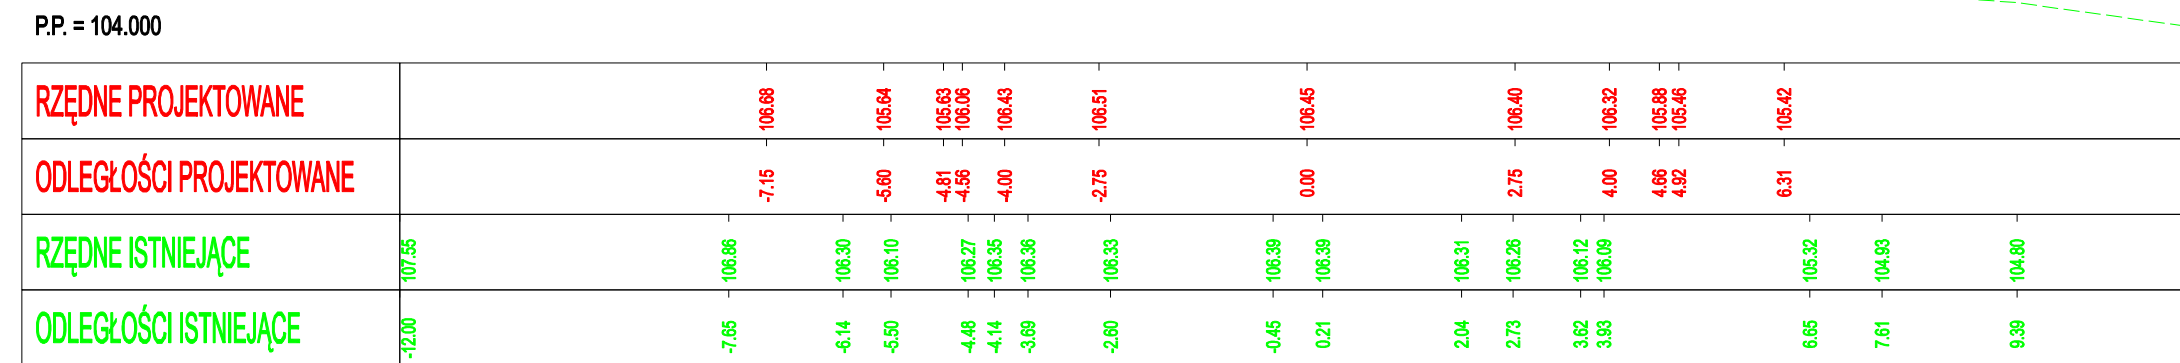 P.P. = 104.000
RZĘDNE PROJEKTOWANE 106.68 105.64 105.63 106.06 106.43 106.51 106.45 106.40 106.32 105.88 105.46 105.42
ODLEGŁOŚCI PROJEKTOWANE -7.15 -5.60 -4.81 -4.56 -4.00 -2.75 0.00 2.75 4.00 4.66 4.92 6.31
RZĘDNE ISTNIEJĄCE 107.55 106.86 106.30 106.10 106.27 106.35 106.36 106.33 106.39 106.39 106.31 106.26 106.12 106.09 105.32 104.93 104.80
ODLEGŁOŚCI ISTNIEJĄCE -12.00 -7.65 -6.14 -5.50 -4.48 -4.14 -3.69 -2.60 -0.45 0.21 2.04 2.73 3.62 3.93 6.65 7.61 9.39